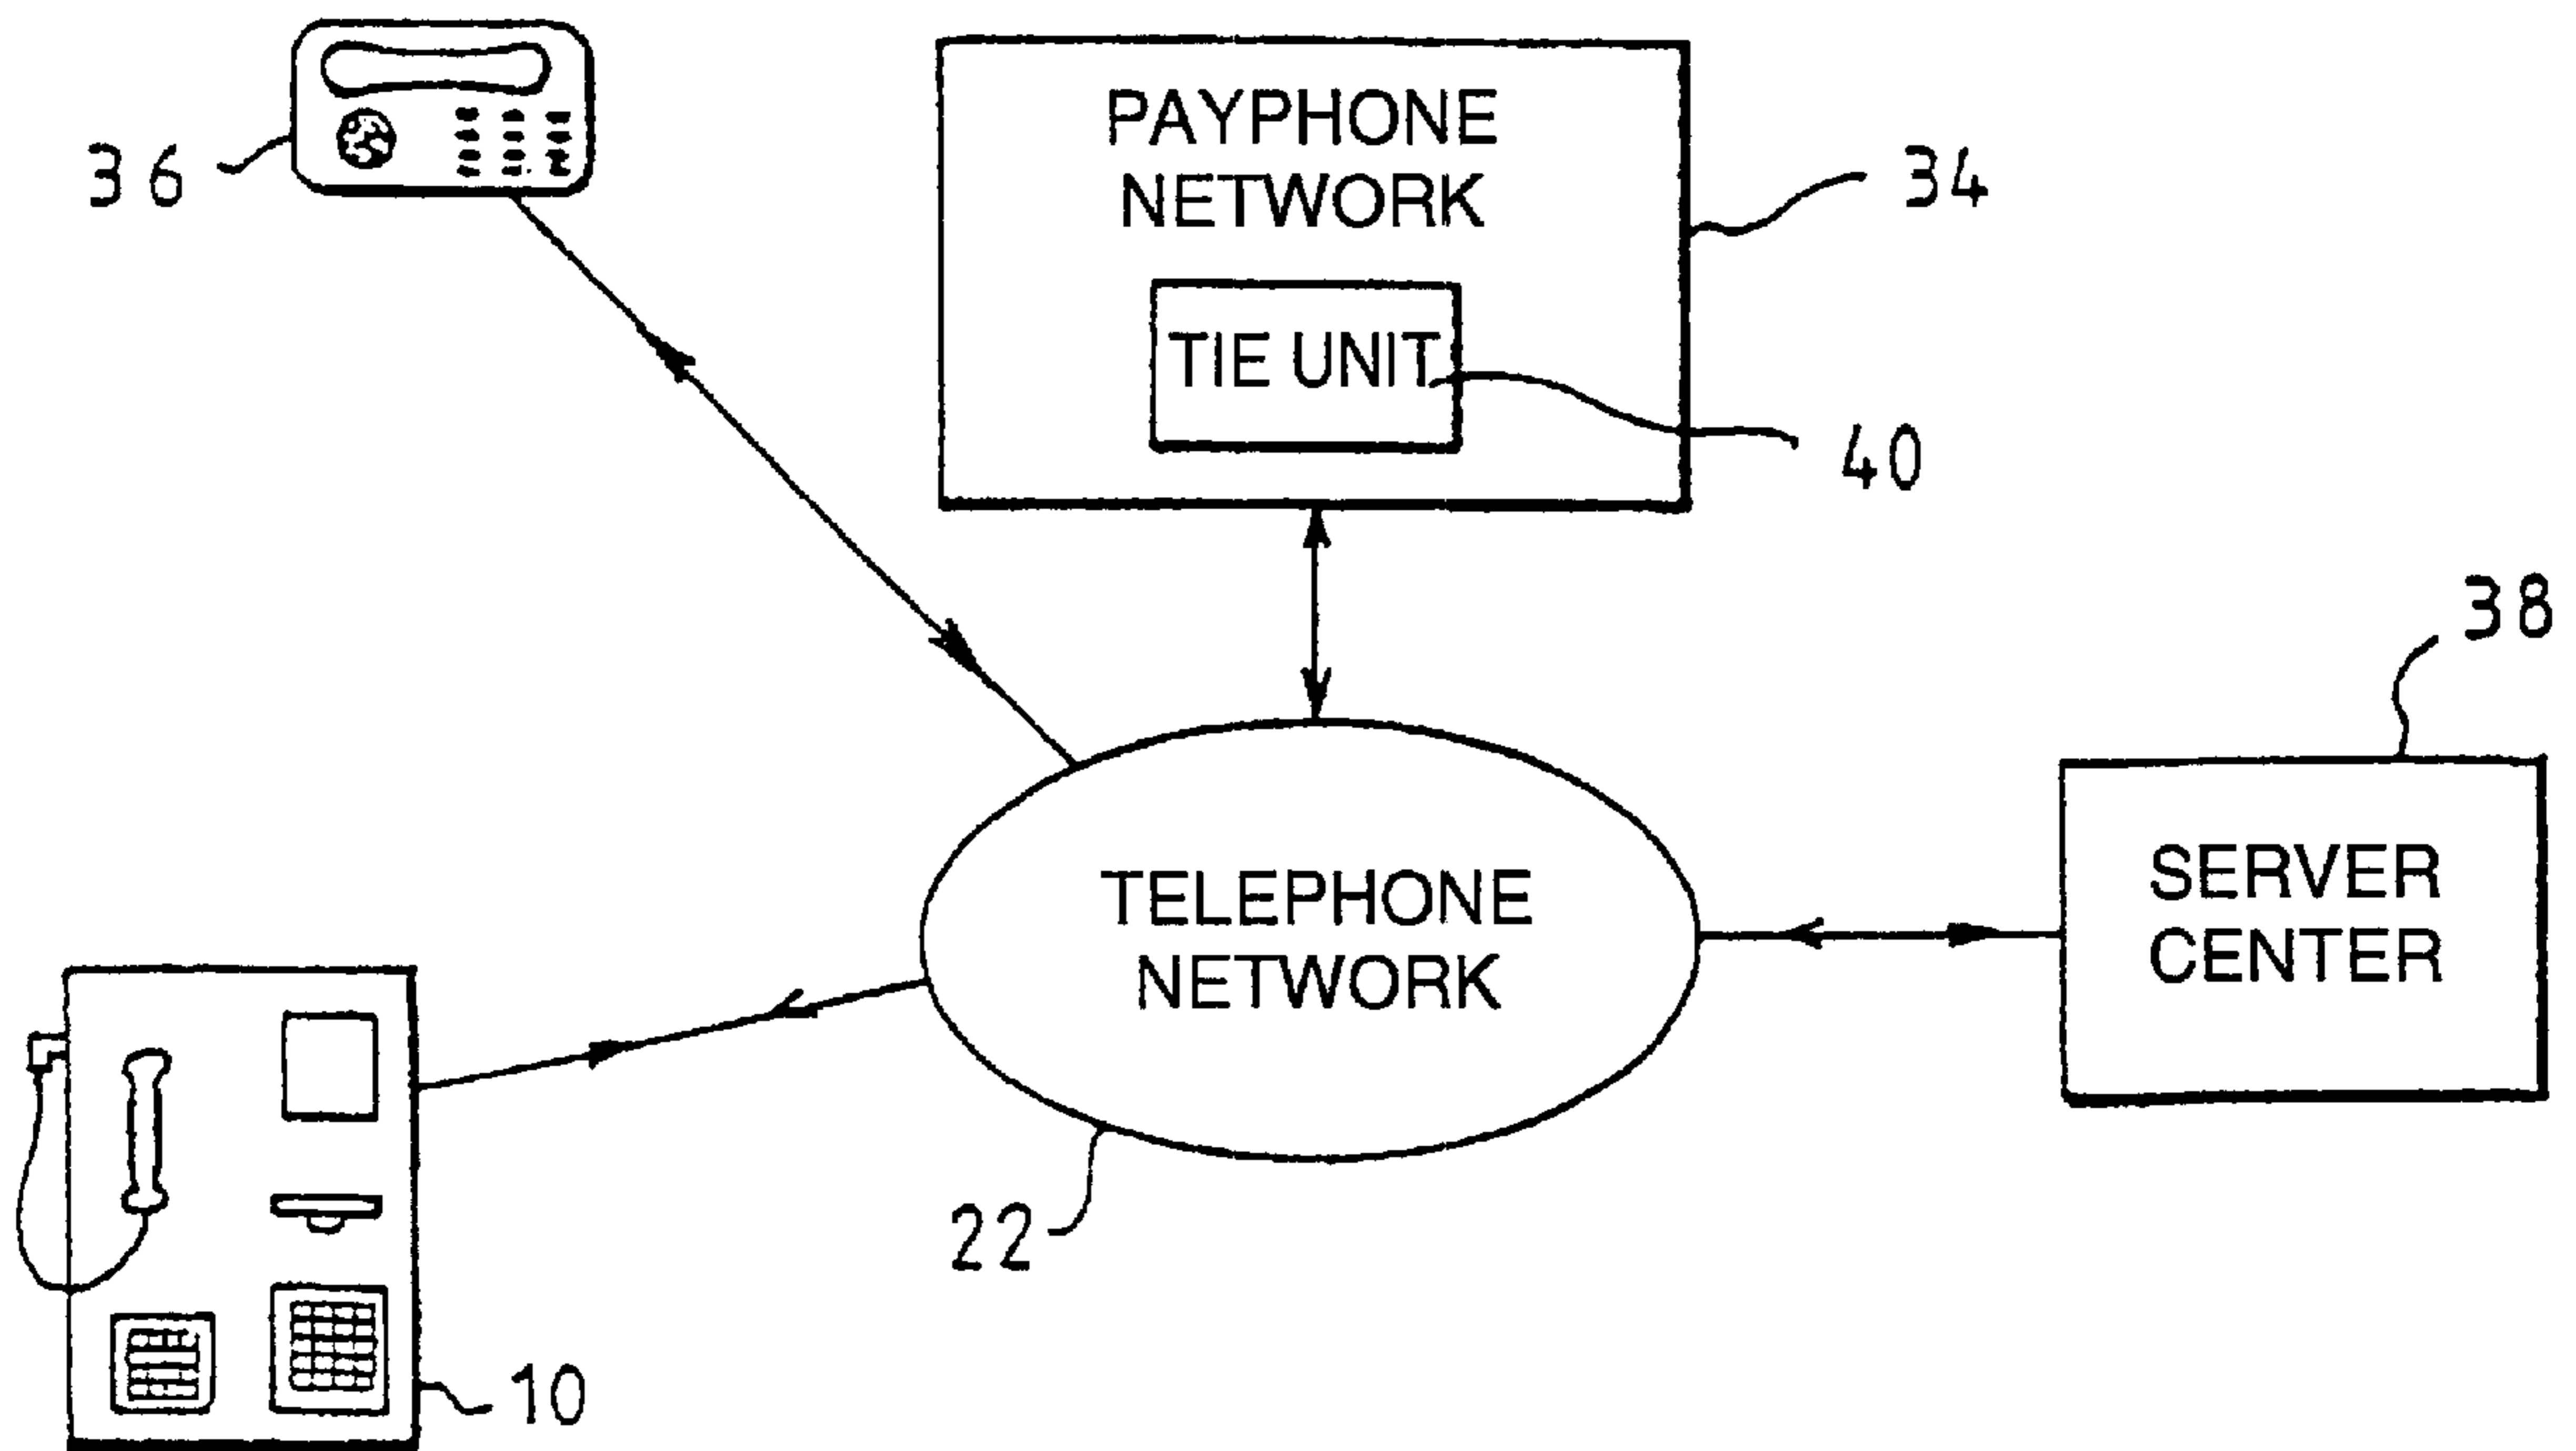 36
PAYPHONE
NETWORK
34
TIE UNIT
40
38
TELEPHONE
NETWORK
SERVER
CENTER
22
10